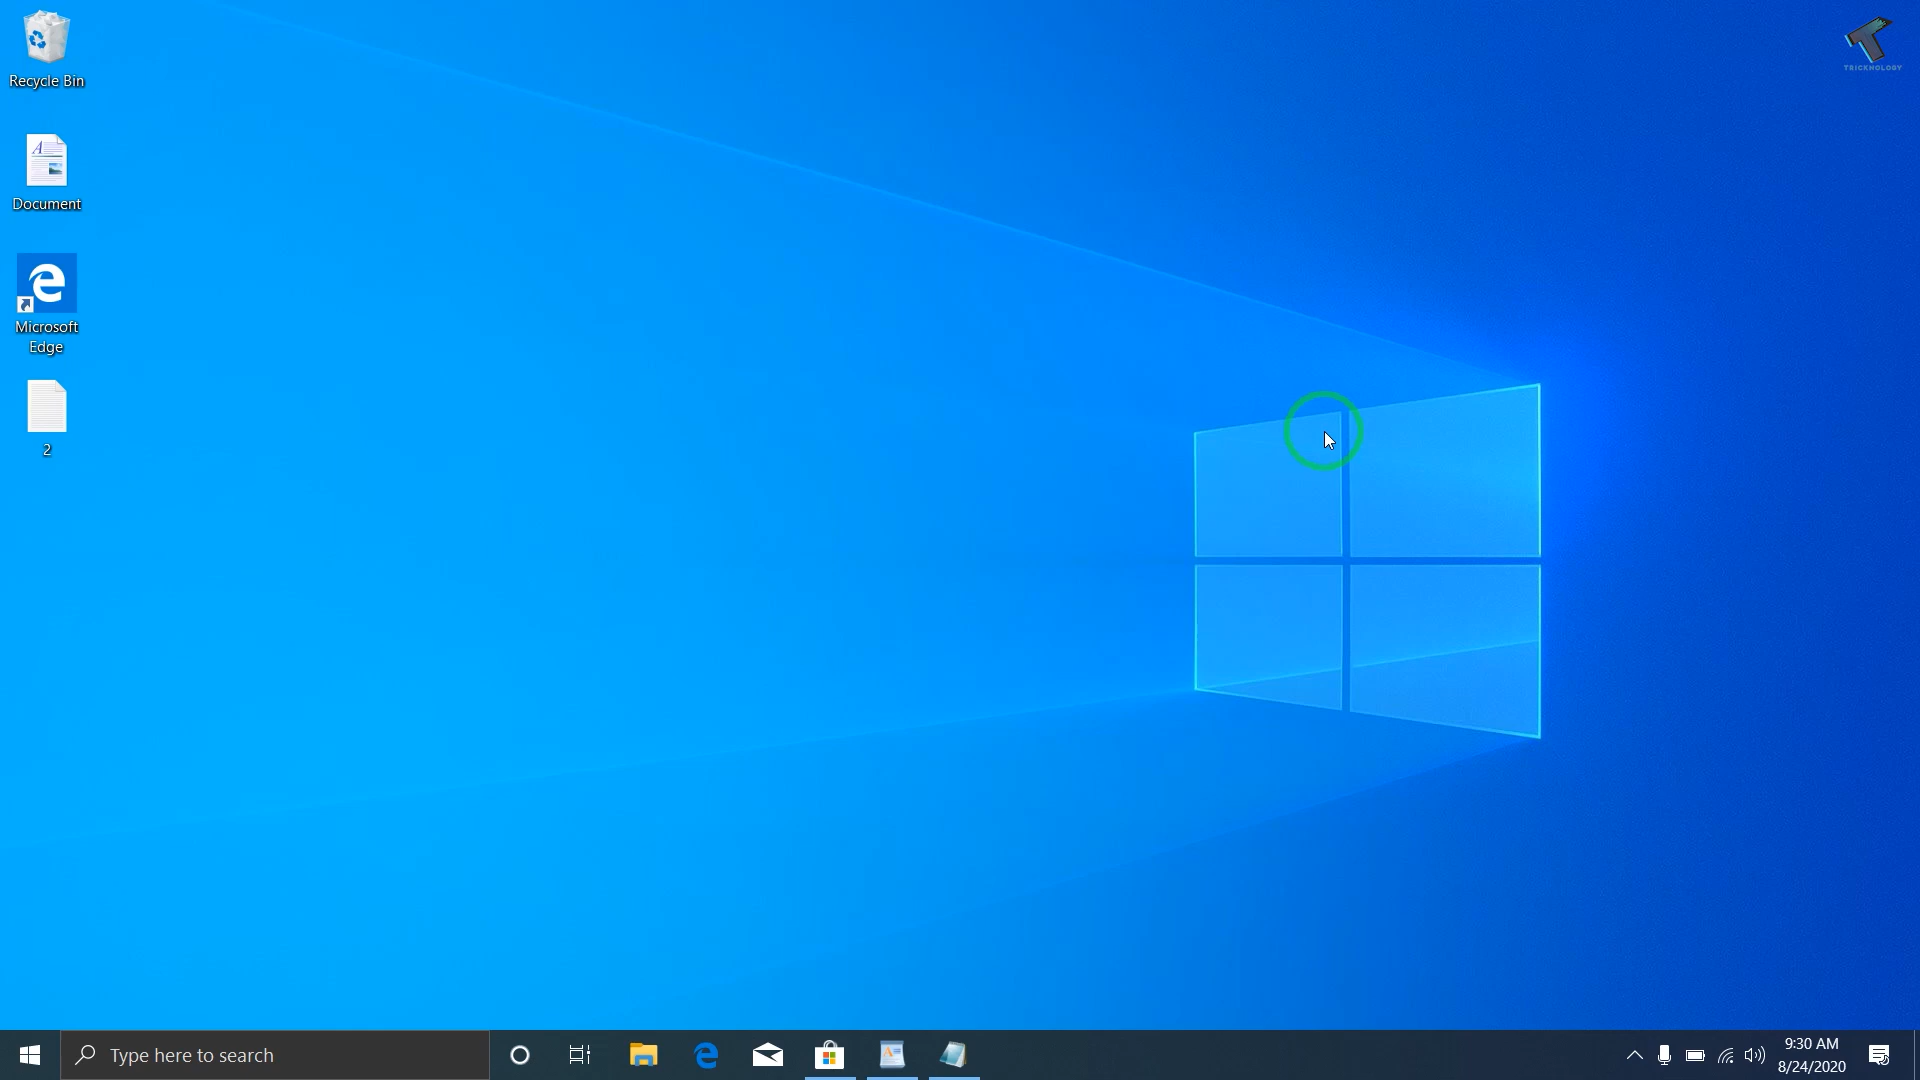 Recycle Bin
TRICKNOLOGY
Document
Microsoft
Edge
2
Type here to search
9:30 AM
8/24/2020